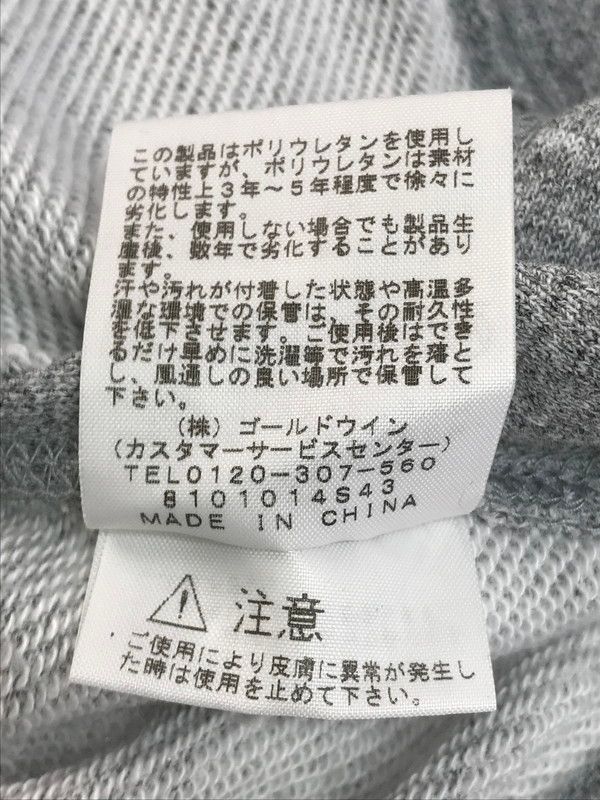 この製品はポリウレタンを使用し
ていますが、ポリウレタンは素材
の特性上3年～5年程度で徐々に
劣化します。
また、使用しない場合でも製品生
産後、数年で劣化することがあり
ます。
汗や汚れが付着した状態や高温多
湿な環境での保管は、その耐久性
を低下させます。ご使用後はでき
るだけ早めに洗濯等で汚れを落と
し、風通しの良い場所で保管して
下さい。
(株)ゴールドウイン
(カスタマーサービスセンター)
TEL0120-307-560
8101014S43
MADE IN CHINA
注意
ご使用により皮膚に異常が発生し
た時は使用を止めて下さい。